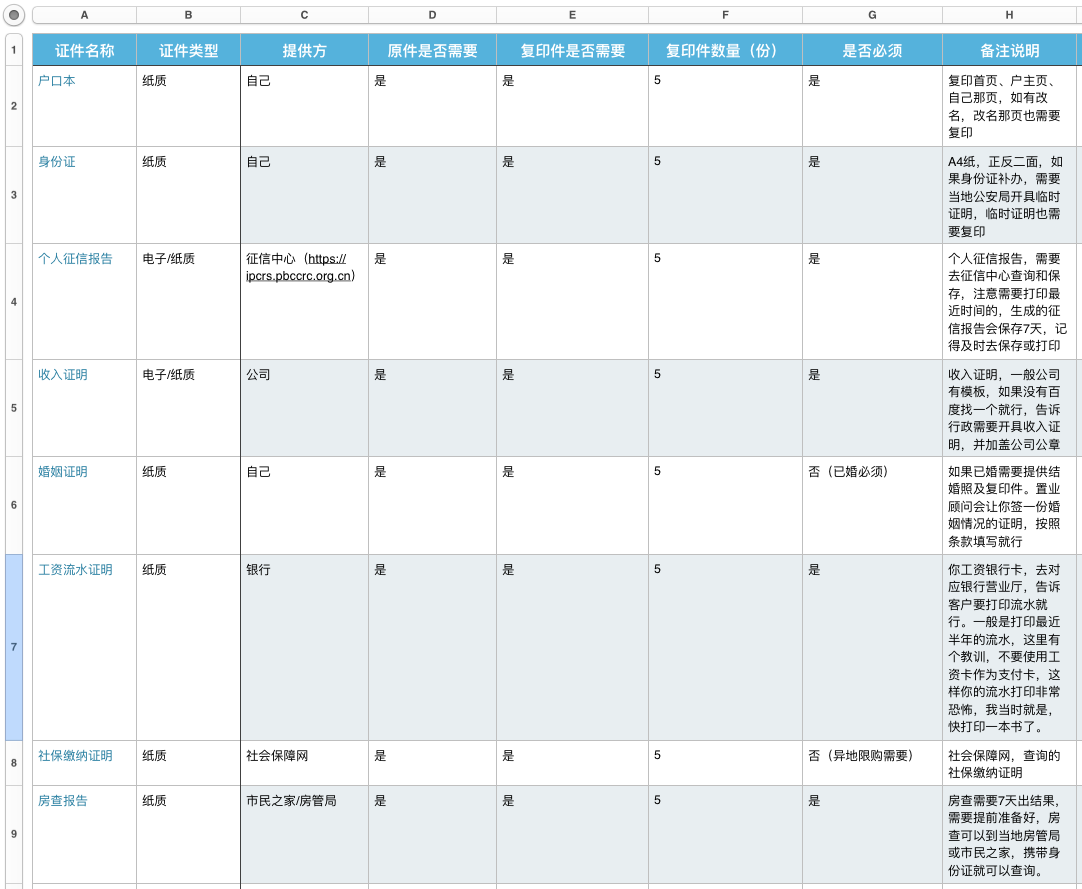 A B C D E F G H
1 证件名称 证件类型 提供方 原件是否需要 复印件是否需要 复印件数量（份） 是否必须 备注说明
2 户口本 纸质 自己 是 是 5 是 复印首页、户主页、
自己那页，如有改
名，改名那页也需要
复印
3 身份证 纸质 自己 是 是 5 是 A4纸，正反二面，如
果身份证补办，需要
当地公安局开具临时
证明，临时证明也需
要复印
4 个人征信报告 电子/纸质 征信中心（https:// 是 是 5 是 个人征信报告，需要
ipcrs.pbccrc.org.cn） 去征信中心查询和保
存，注意需要打印最
近时间的，生成的征
信报告会保存7天，记
得及时去保存或打印
5 收入证明 电子/纸质 公司 是 是 5 是 收入证明，一般公司
有模板，如果没有百
度找一个就行，告诉
行政需要开具收入证
明，并加盖公司公章
6 婚姻证明 纸质 自己 是 是 5 否（已婚必须） 如果已婚需要提供结
婚照及复印件。置业
顾问会让你签一份婚
姻情况的证明，按照
条款填写就行
7 工资流水证明 纸质 银行 是 是 5 是 你工资银行卡，去对
应银行营业厅，告诉
客户要打印流水就
行。一般是打印最近
半年的流水，这里有
个教训，不要使用工
资卡作为支付卡，这
样你的流水打印非常
恐怖，我当时就是，
快打印一本书了。
8 社保缴纳证明 纸质 社会保障网 是 是 5 否（异地限购需要） 社会保障网，查询的
社保缴纳证明
9 房查报告 纸质 市民之家/房管局 是 是 5 是 房查需要7天出结果，
需要提前准备好，房
查可以到当地房管局
或市民之家，携带身
份证就可以查询。